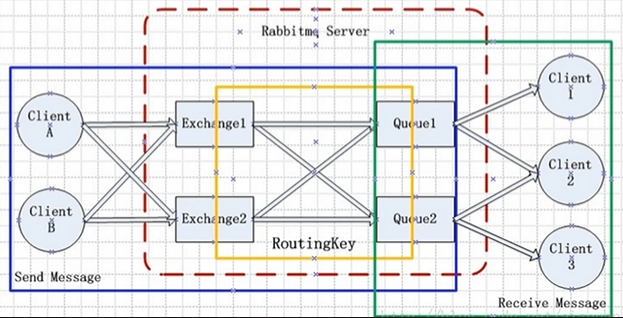 Rabbitmq Server
Client
A
Exchange1
Queue1
Client
1
Client
2
Client
B
Exchange2
Queue2
RoutingKey
Client
3
Send Message
Receive Message